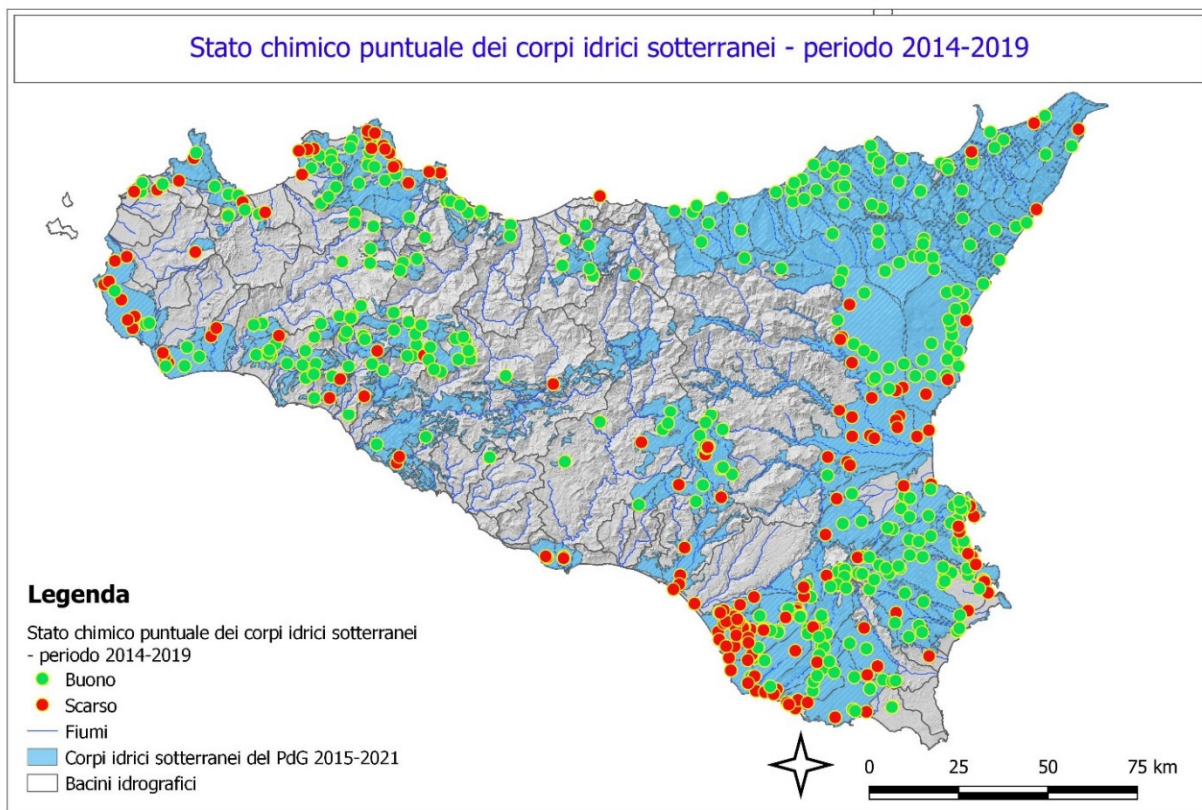 Stato chimico puntuale dei corpi idrici sotterranei - periodo 2014-2019
Legenda
Stato chimico puntuale dei corpi idrici sotterranei
- periodo 2014-2019
Buono
Scarso
Fiumi
Corpi idrici sotterranei del PdG 2015-2021
Bacini idrografici
0 25 50 75 km